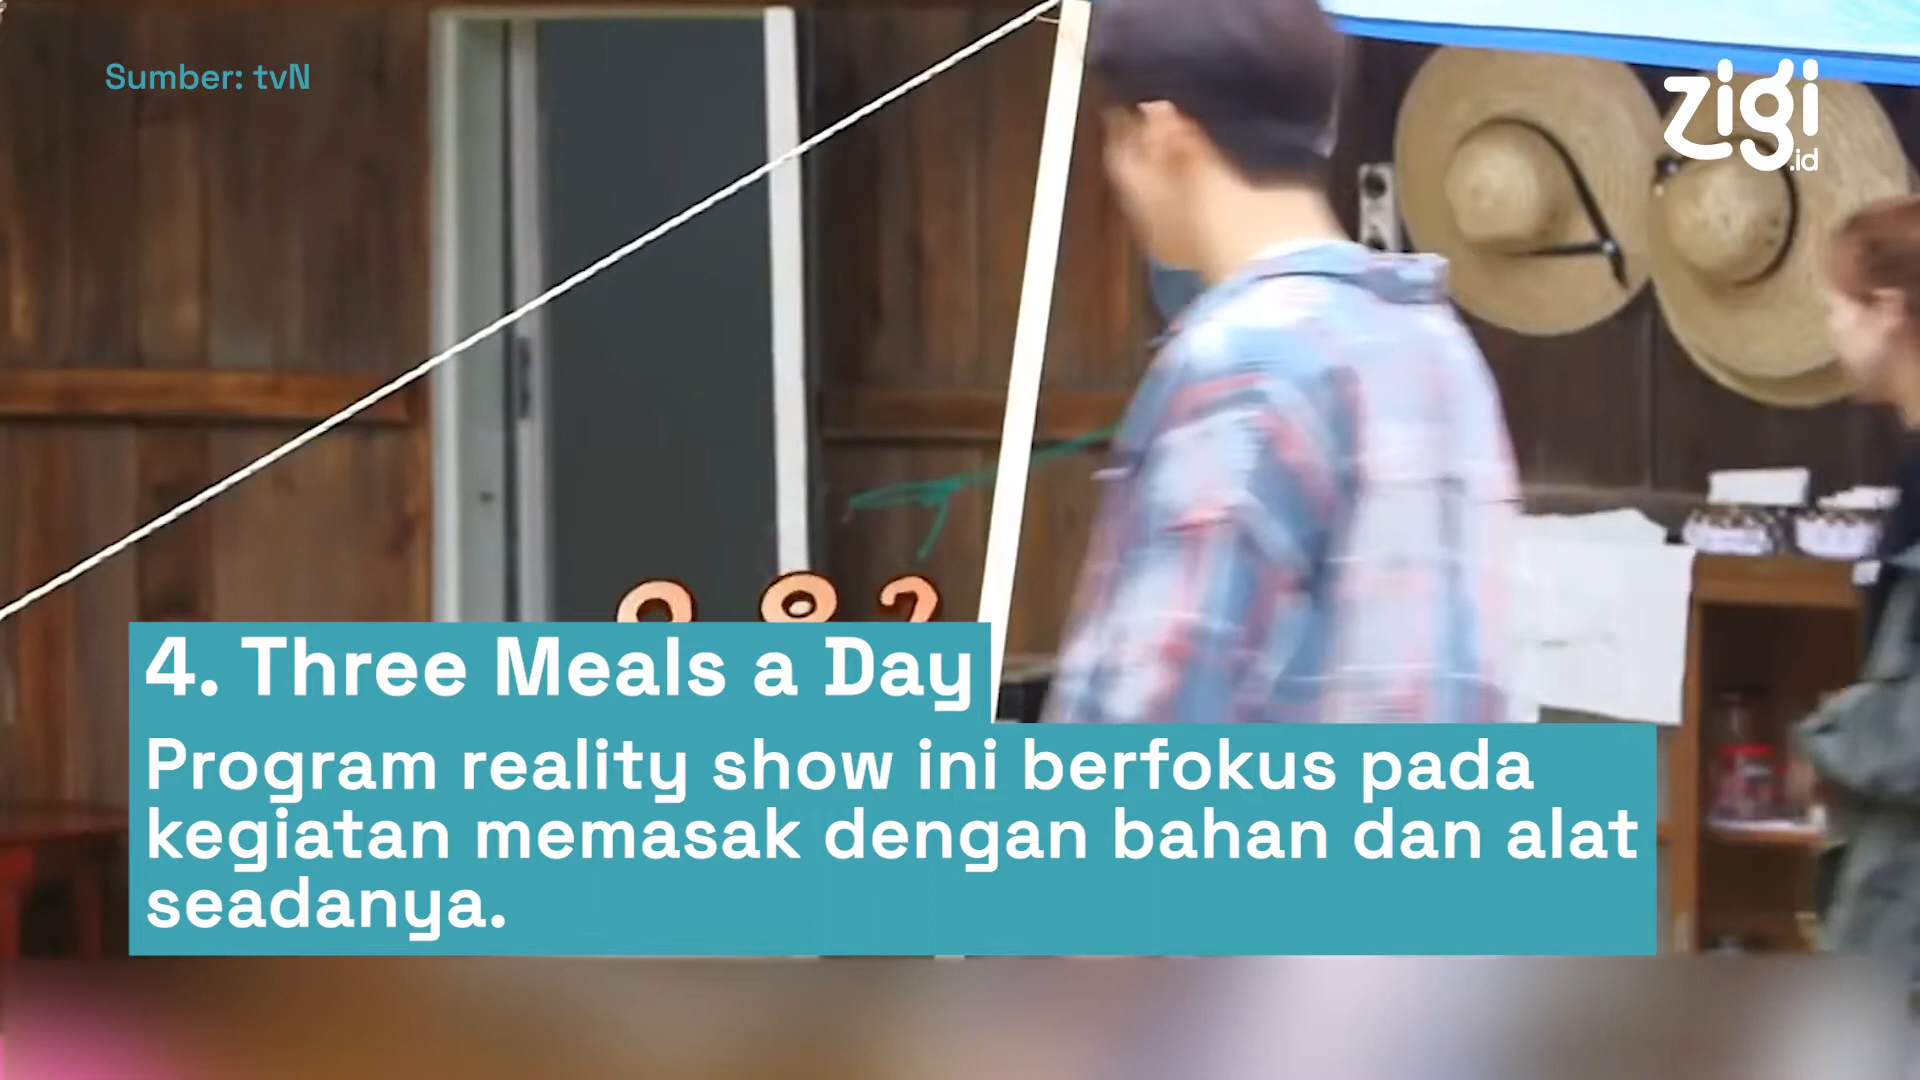 Sumber: tvN
zigi
.id
4. Three Meals a Day
Program reality show ini berfokus pada
kegiatan memasak dengan bahan dan alat
seadanya.